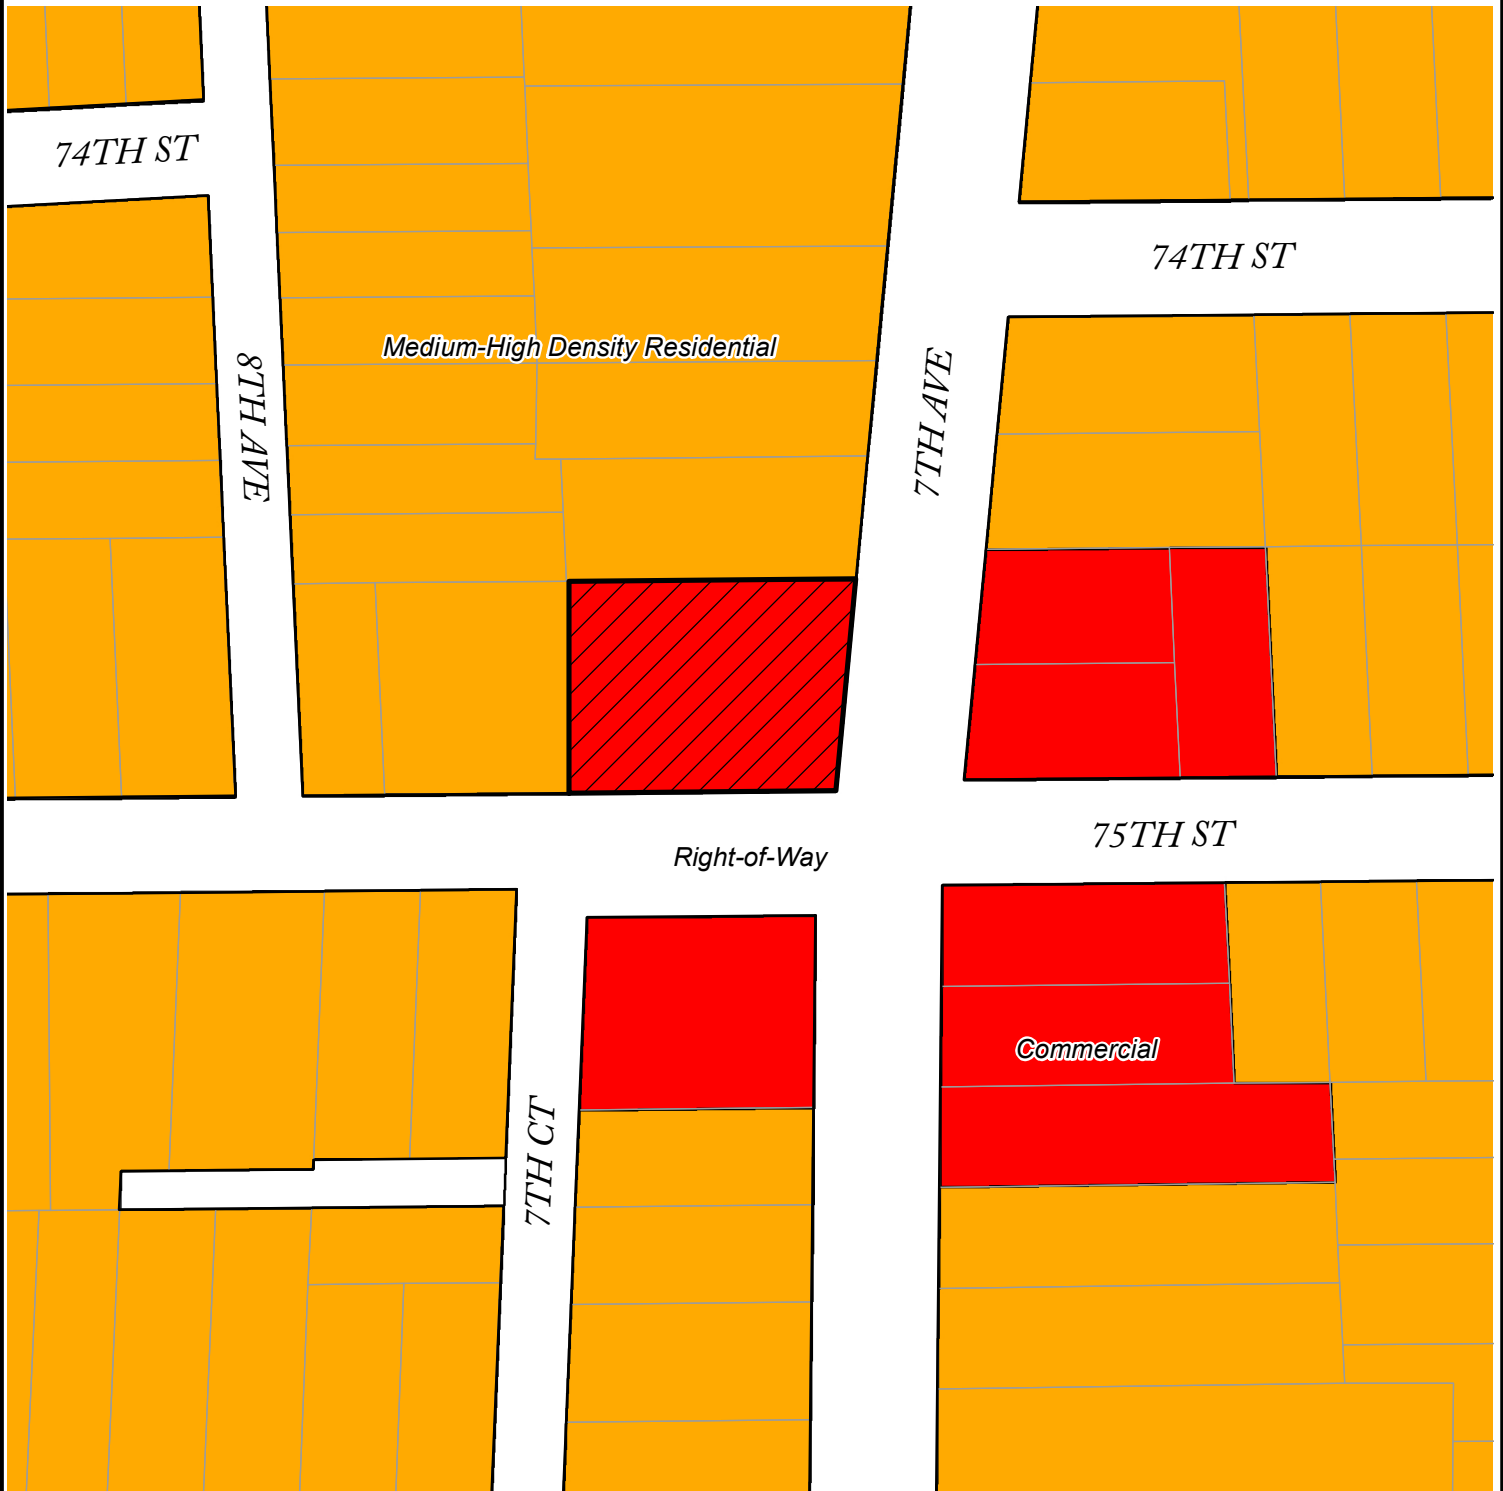 74TH ST
74TH ST
Medium-High Density Residential
8TH AVE
7TH AVE
75TH ST
Right-of-Way
Commercial
7TH CT